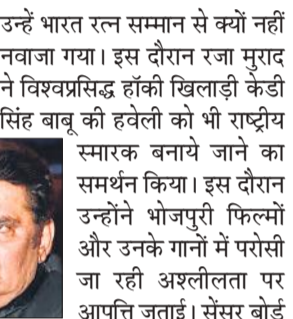 उन्हें भारत रत्न सम्मान से क्यों नहीं
नवाजा गया। इस दौरान रजा मुराद
ने विश्वप्रसिद्ध हॉकी खिलाड़ी केडी
सिंह बाबू की हवेली को भी राष्ट्रीय
स्मारक बनाये जाने का
समर्थन किया। इस दौरान
उन्होंने भोजपुरी फिल्मों
और उनके गानों में परोसी
जा रही अश्लीलता पर
आपत्ति जताई। सेंसर बोर्ड